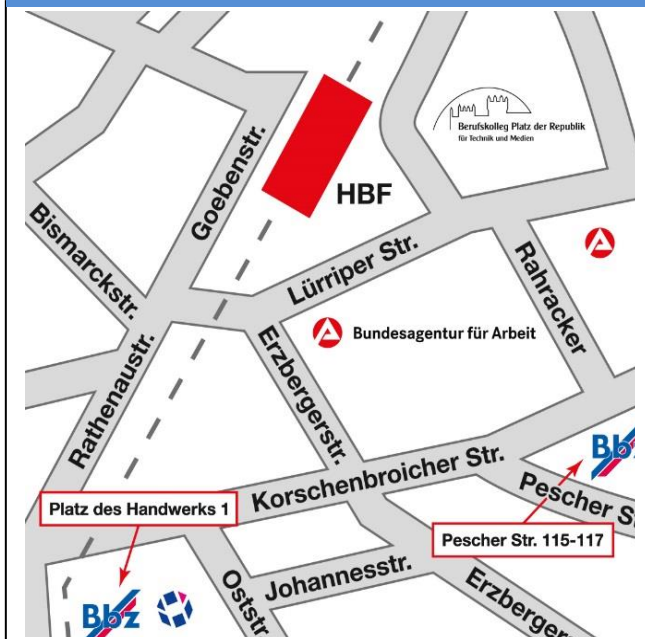 Berufskolleg Platz der Republik
für Technik und Medien
Goebenstr.
HBF
Bismarckstr.
Lürriper Str.
Rahracker
Bundesagentur für Arbeit
Rathenaustr.
Erzbergerstr.
Korschenbroicher Str.
Bbz
Platz des Handwerks 1
Pescher St
Pescher Str. 115-117
Oststr
Johannesstr.
Erzberger
Bbz